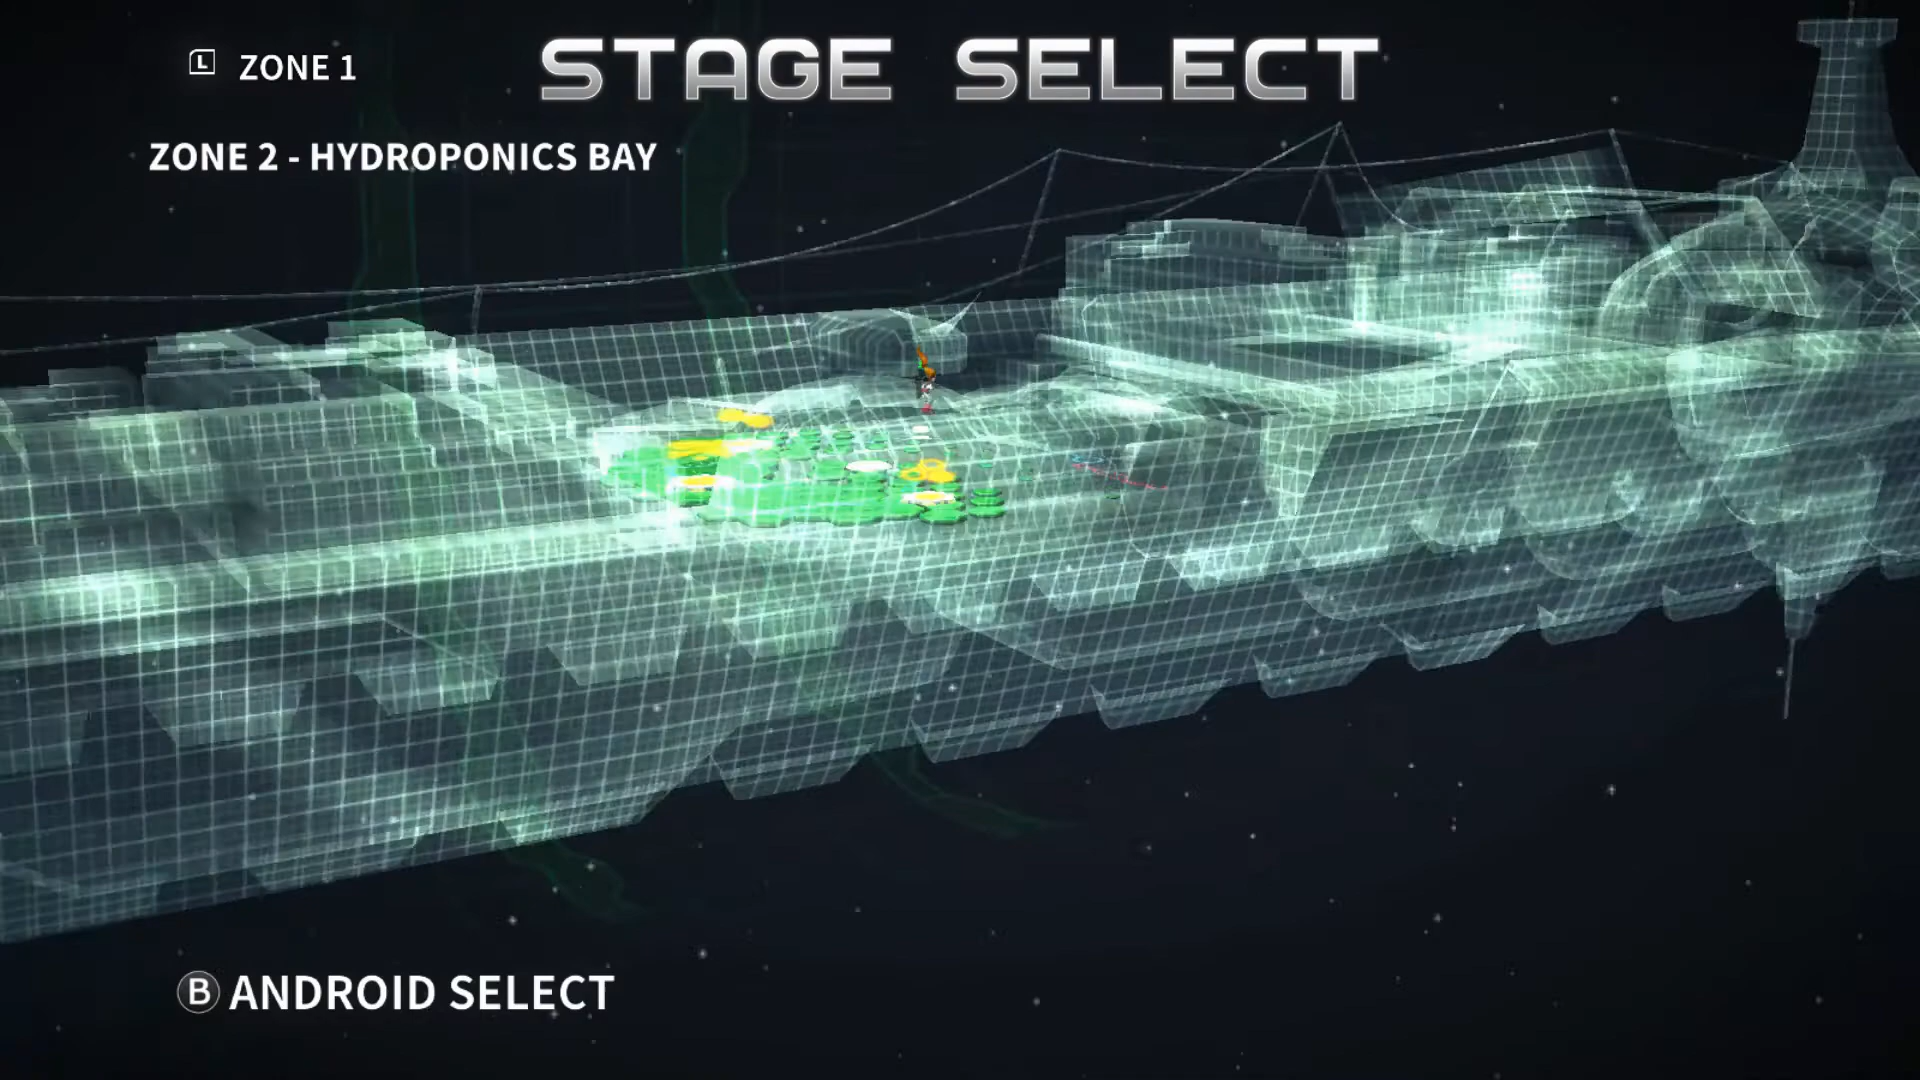 STAGE SELECT
L ZONE 1
ZONE 2 - HYDROPONICS BAY
B ANDROID SELECT